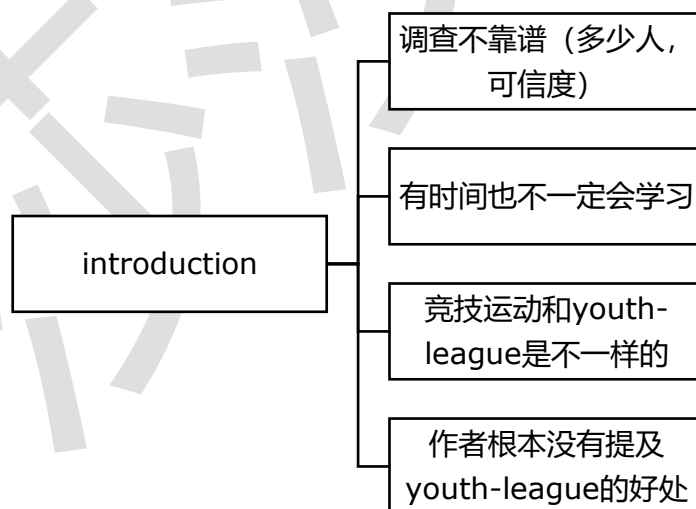 调查不靠谱（多少人，
可信度）
有时间也不一定会学习
introduction
竞技运动和youth-
league是不一样的
作者根本没有提及
youth-league的好处